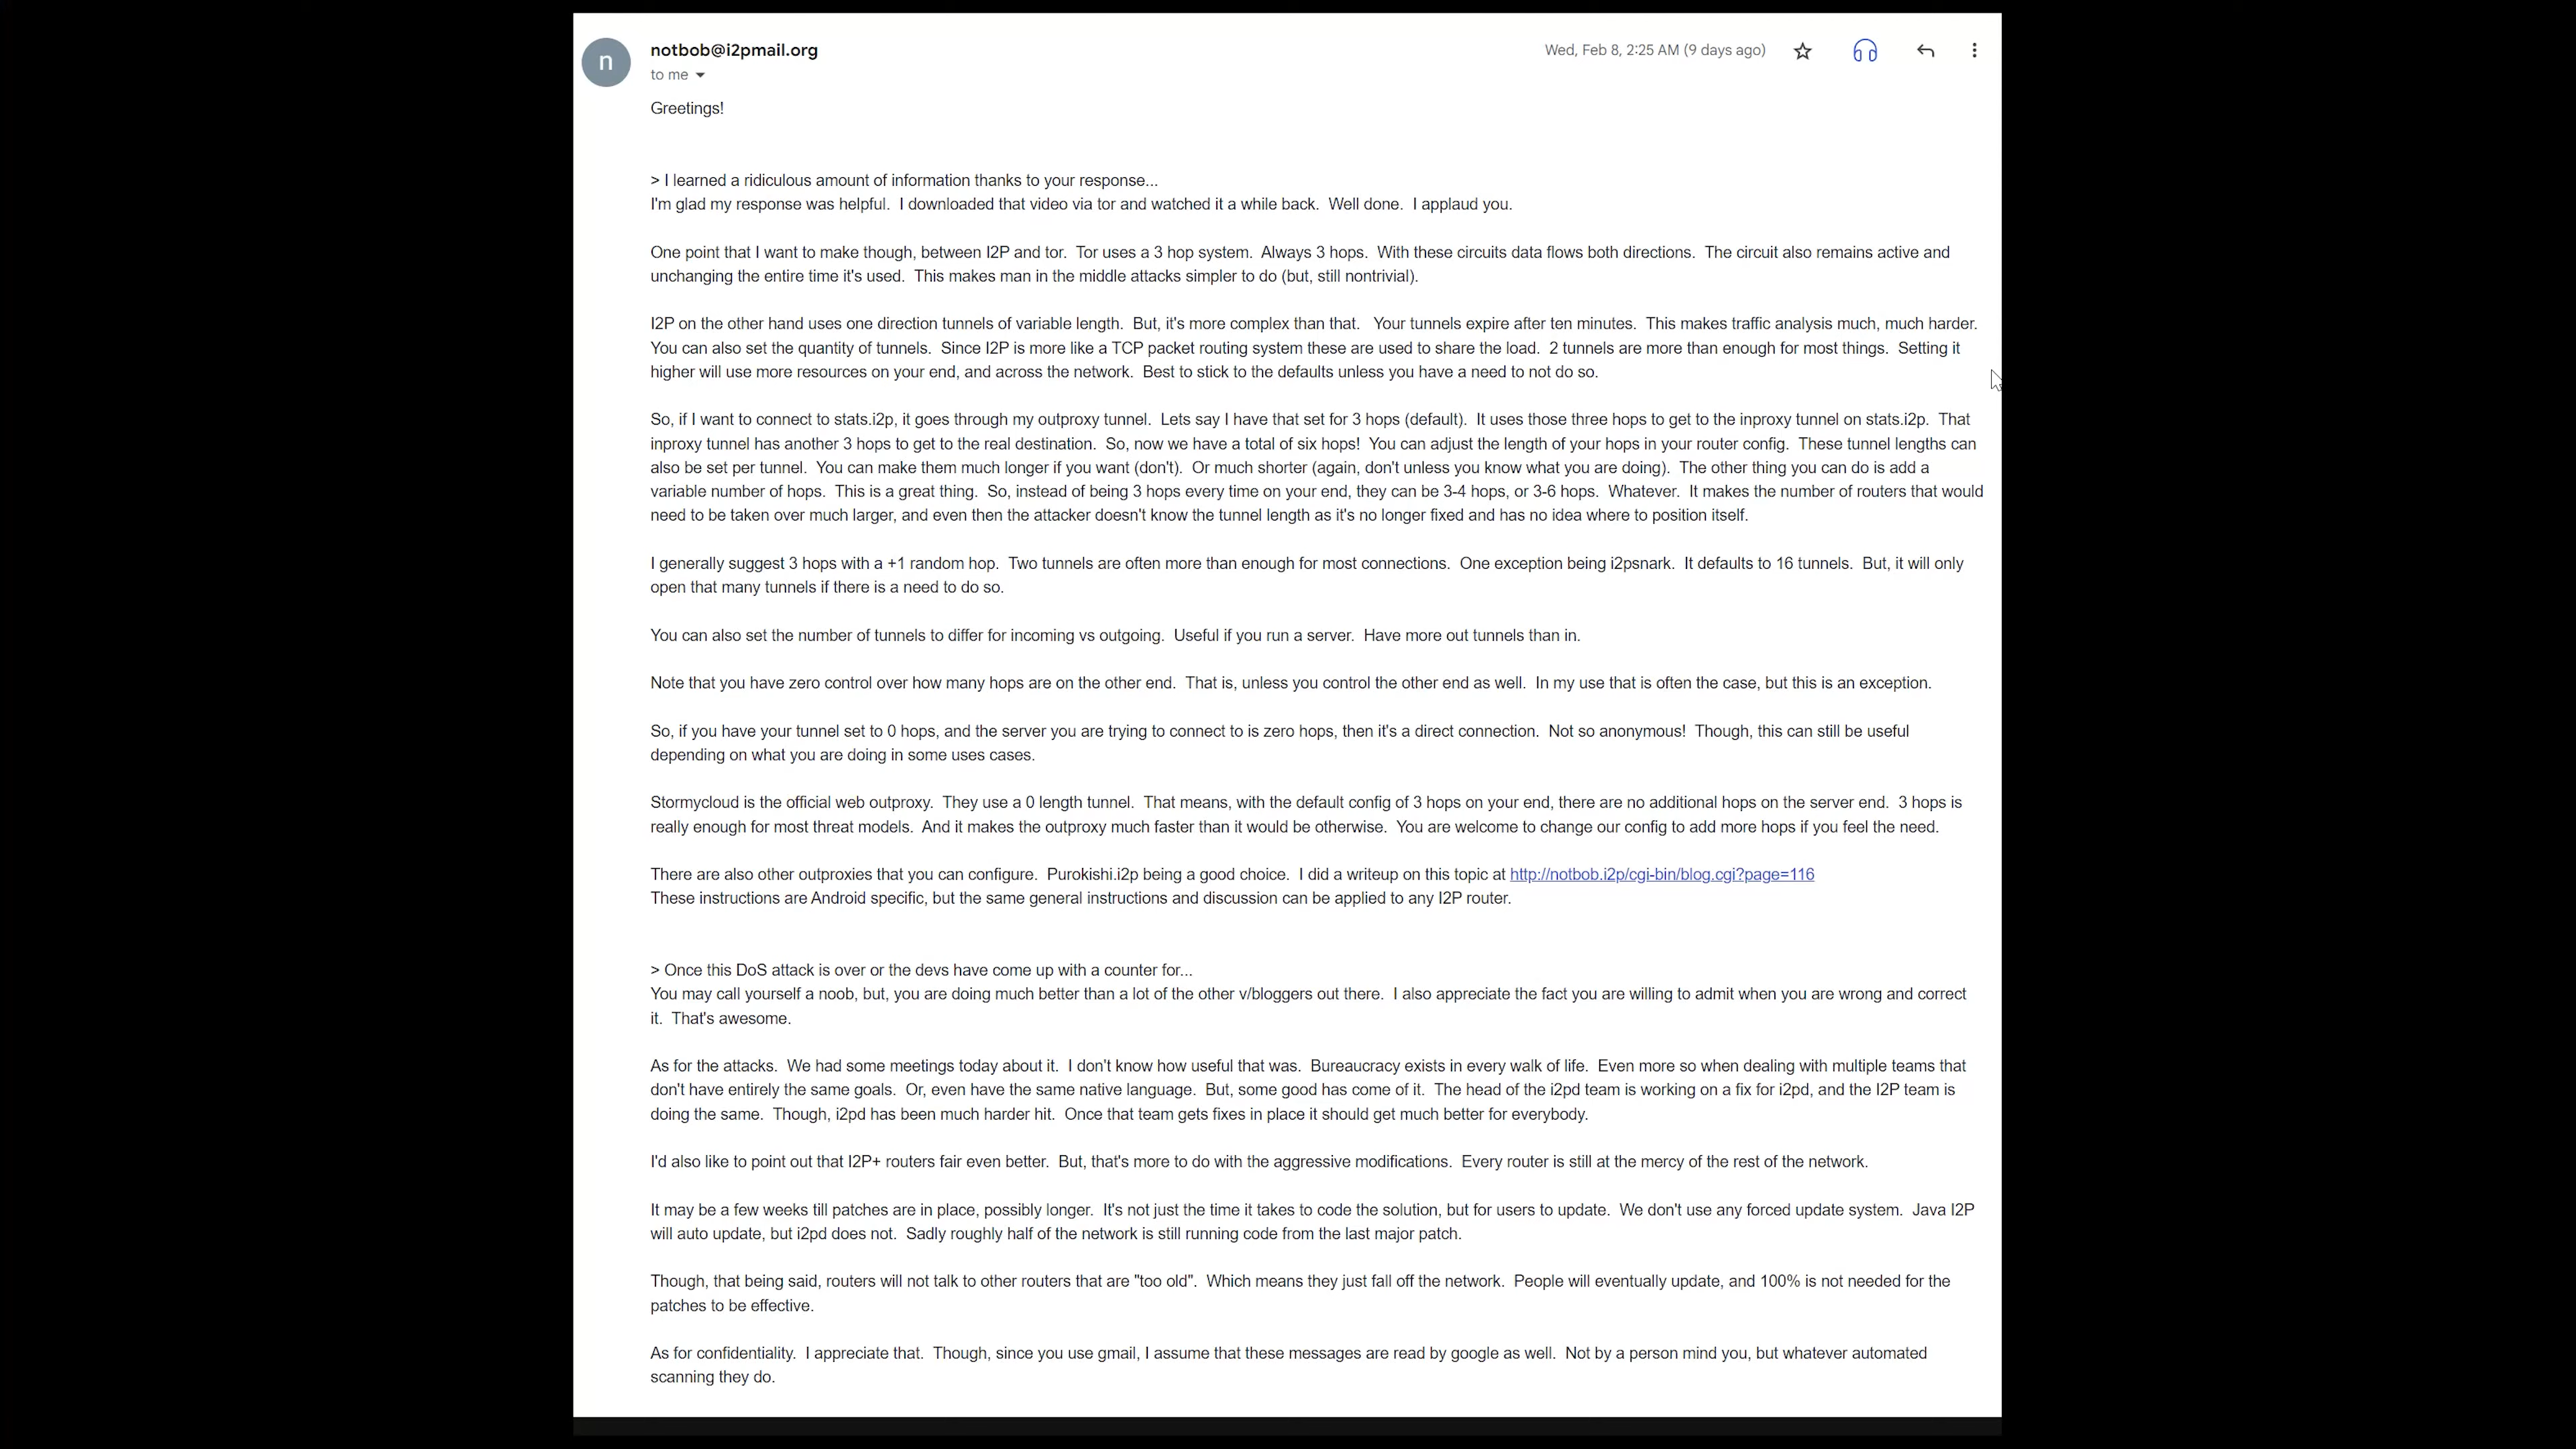 n
notbob@i2pmail.org
Wed, Feb 8, 2:25 AM (9 days ago)
to me
Greetings!
> I learned a ridiculous amount of information thanks to your response...
I'm glad my response was helpful.  I downloaded that video via tor and watched it a while back.  Well done.  I applaud you.
One point that I want to make though, between I2P and tor.  Tor uses a 3 hop system.  Always 3 hops.  With these circuits data flows both directions.  The circuit also remains active and
unchanging the entire time it's used.  This makes man in the middle attacks simpler to do (but, still nontrivial).
I2P on the other hand uses one direction tunnels of variable length.  But, it's more complex than that.   Your tunnels expire after ten minutes.  This makes traffic analysis much, much harder.
You can also set the quantity of tunnels.  Since I2P is more like a TCP packet routing system these are used to share the load.  2 tunnels are more than enough for most things.  Setting it
higher will use more resources on your end, and across the network.  Best to stick to the defaults unless you have a need to not do so.
So, if I want to connect to stats.i2p, it goes through my outproxy tunnel.  Lets say I have that set for 3 hops (default).  It uses those three hops to get to the inproxy tunnel on stats.i2p.  That
inproxy tunnel has another 3 hops to get to the real destination.  So, now we have a total of six hops!  You can adjust the length of your hops in your router config.  These tunnel lengths can
also be set per tunnel.  You can make them much longer if you want (don't).  Or much shorter (again, don't unless you know what you are doing).  The other thing you can do is add a
variable number of hops.  This is a great thing.  So, instead of being 3 hops every time on your end, they can be 3-4 hops, or 3-6 hops.  Whatever.  It makes the number of routers that would
need to be taken over much larger, and even then the attacker doesn't know the tunnel length as it's no longer fixed and has no idea where to position itself.
I generally suggest 3 hops with a +1 random hop.  Two tunnels are often more than enough for most connections.  One exception being i2psnark.  It defaults to 16 tunnels.  But, it will only
open that many tunnels if there is a need to do so.
You can also set the number of tunnels to differ for incoming vs outgoing.  Useful if you run a server.  Have more out tunnels than in.
Note that you have zero control over how many hops are on the other end.  That is, unless you control the other end as well.  In my use that is often the case, but this is an exception.
So, if you have your tunnel set to 0 hops, and the server you are trying to connect to is zero hops, then it's a direct connection.  Not so anonymous!  Though, this can still be useful
depending on what you are doing in some uses cases.
Stormycloud is the official web outproxy.  They use a 0 length tunnel.  That means, with the default config of 3 hops on your end, there are no additional hops on the server end.  3 hops is
really enough for most threat models.  And it makes the outproxy much faster than it would be otherwise.  You are welcome to change our config to add more hops if you feel the need.
There are also other outproxies that you can configure.  Purokishi.i2p being a good choice.  I did a writeup on this topic at http://notbob.i2p/cgi-bin/blog.cgi?page=116
These instructions are Android specific, but the same general instructions and discussion can be applied to any I2P router.
> Once this DoS attack is over or the devs have come up with a counter for...
You may call yourself a noob, but, you are doing much better than a lot of the other v/bloggers out there.  I also appreciate the fact you are willing to admit when you are wrong and correct
it.  That's awesome.
As for the attacks.  We had some meetings today about it.  I don't know how useful that was.  Bureaucracy exists in every walk of life.  Even more so when dealing with multiple teams that
don't have entirely the same goals.  Or, even have the same native language.  But, some good has come of it.  The head of the i2pd team is working on a fix for i2pd, and the I2P team is
doing the same.  Though, i2pd has been much harder hit.  Once that team gets fixes in place it should get much better for everybody.
I'd also like to point out that I2P+ routers fair even better.  But, that's more to do with the aggressive modifications.  Every router is still at the mercy of the rest of the network.
It may be a few weeks till patches are in place, possibly longer.  It's not just the time it takes to code the solution, but for users to update.  We don't use any forced update system.  Java I2P
will auto update, but i2pd does not.  Sadly roughly half of the network is still running code from the last major patch.
Though, that being said, routers will not talk to other routers that are "too old".  Which means they just fall off the network.  People will eventually update, and 100% is not needed for the
patches to be effective.
As for confidentiality.  I appreciate that.  Though, since you use gmail, I assume that these messages are read by google as well.  Not by a person mind you, but whatever automated
scanning they do.